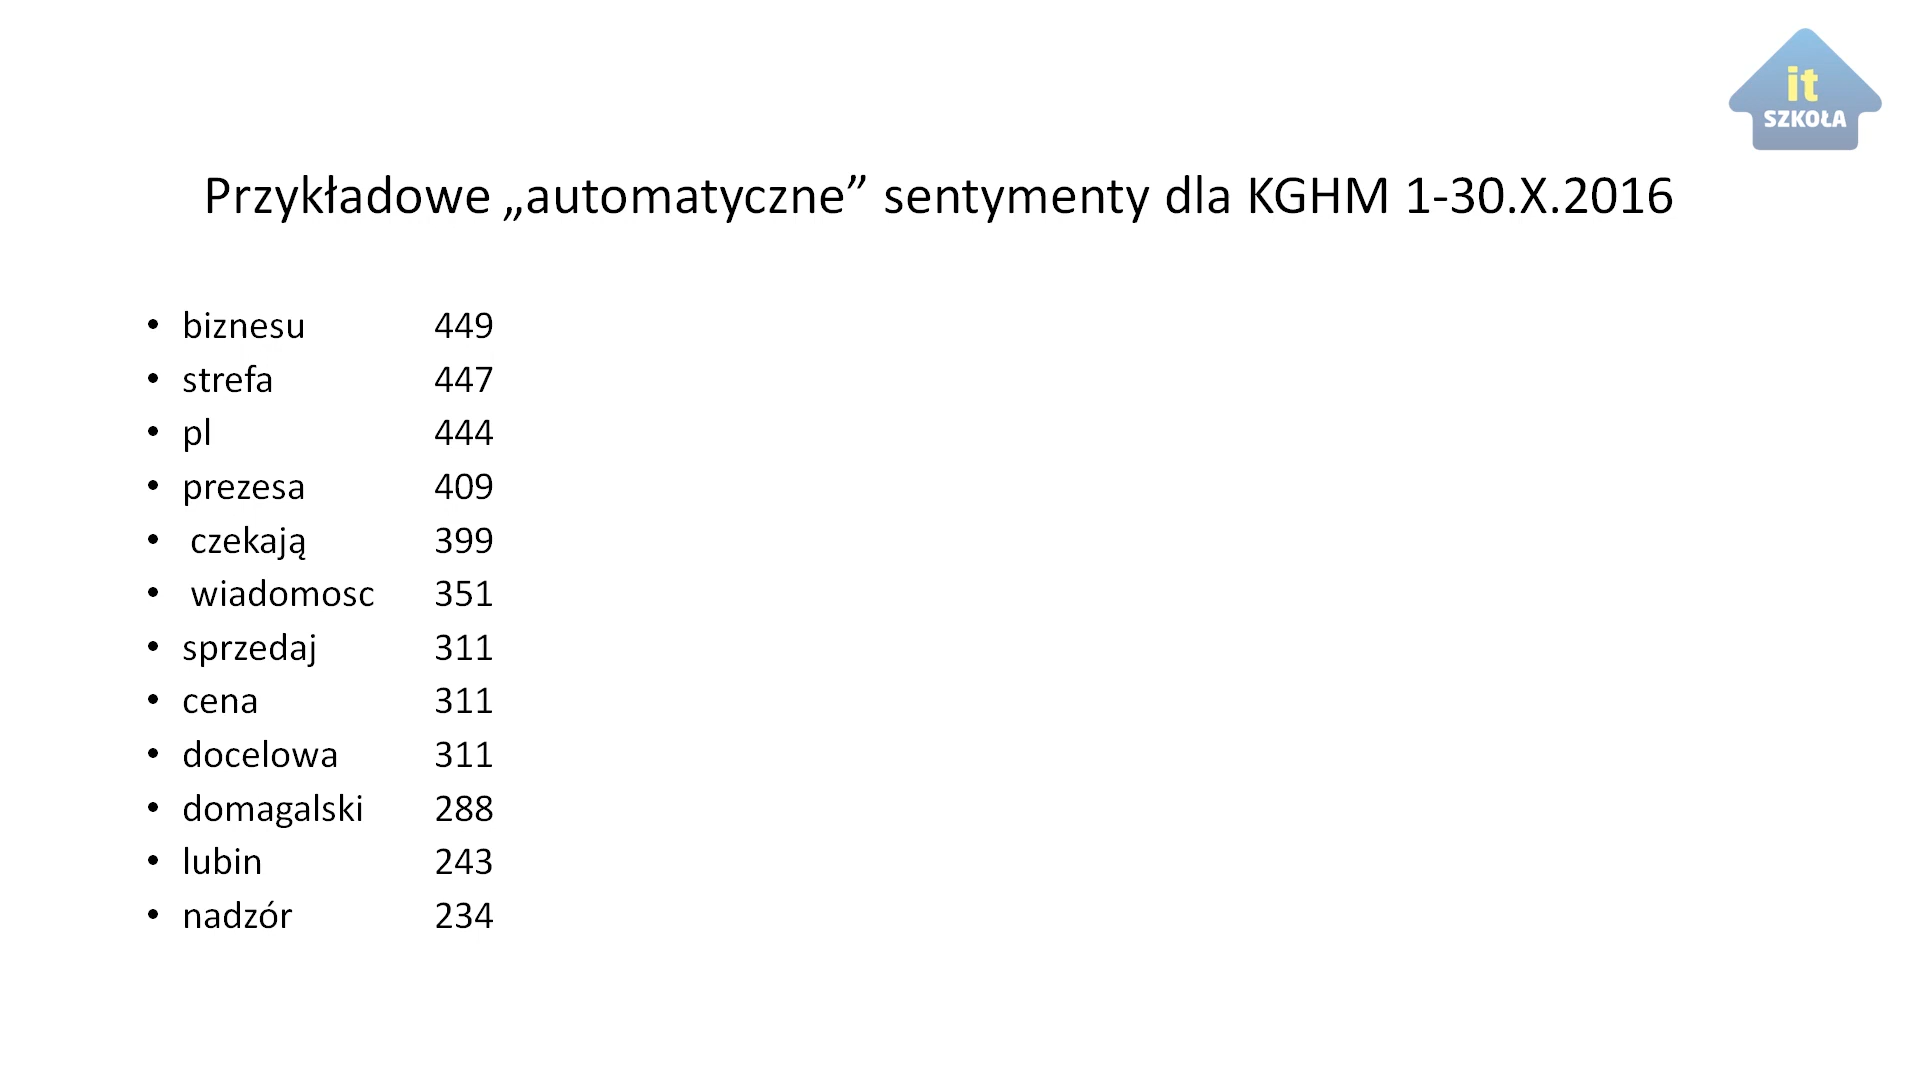 it
SZKOŁA
Przykładowe „automatyczne” sentymenty dla KGHM 1-30.X.2016
• biznesu 449
• strefa 447
• pl 444
• prezesa 409
• czekają 399
• wiadomosc 351
• sprzedaj 311
• cena 311
• docelowa 311
• domagalski 288
• lubin 243
• nadzór 234